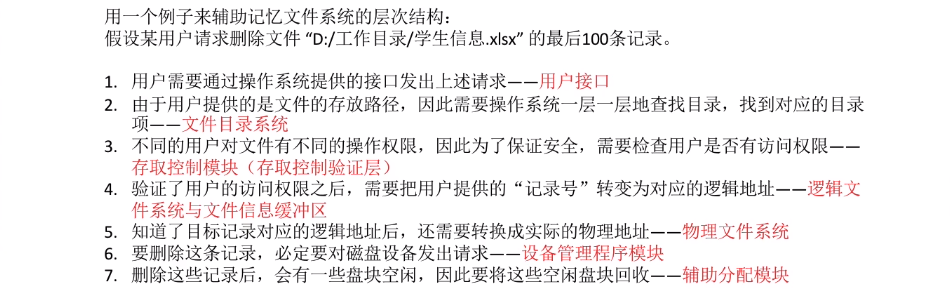 用一个例子来辅助记忆文件系统的层次结构：
假设某用户请求删除文件 “D:/工作目录/学生信息.xlsx” 的最后100条记录。
1. 用户需要通过操作系统提供的接口发出上述请求——用户接口
2. 由于用户提供的是文件的存放路径，因此需要操作系统一层一层地查找目录，找到对应的目录
项——文件目录系统
3. 不同的用户对文件有不同的操作权限，因此为了保证安全，需要检查用户是否有访问权限——
存取控制模块（存取控制验证层）
4. 验证了用户的访问权限之后，需要把用户提供的“记录号”转变为对应的逻辑地址——逻辑文
件系统与文件信息缓冲区
5. 知道了目标记录对应的逻辑地址后，还需要转换成实际的物理地址——物理文件系统
6. 要删除这条记录，必定要对磁盘设备发出请求——设备管理程序模块
7. 删除这些记录后，会有一些盘块空闲，因此要将这些空闲盘块回收——辅助分配模块